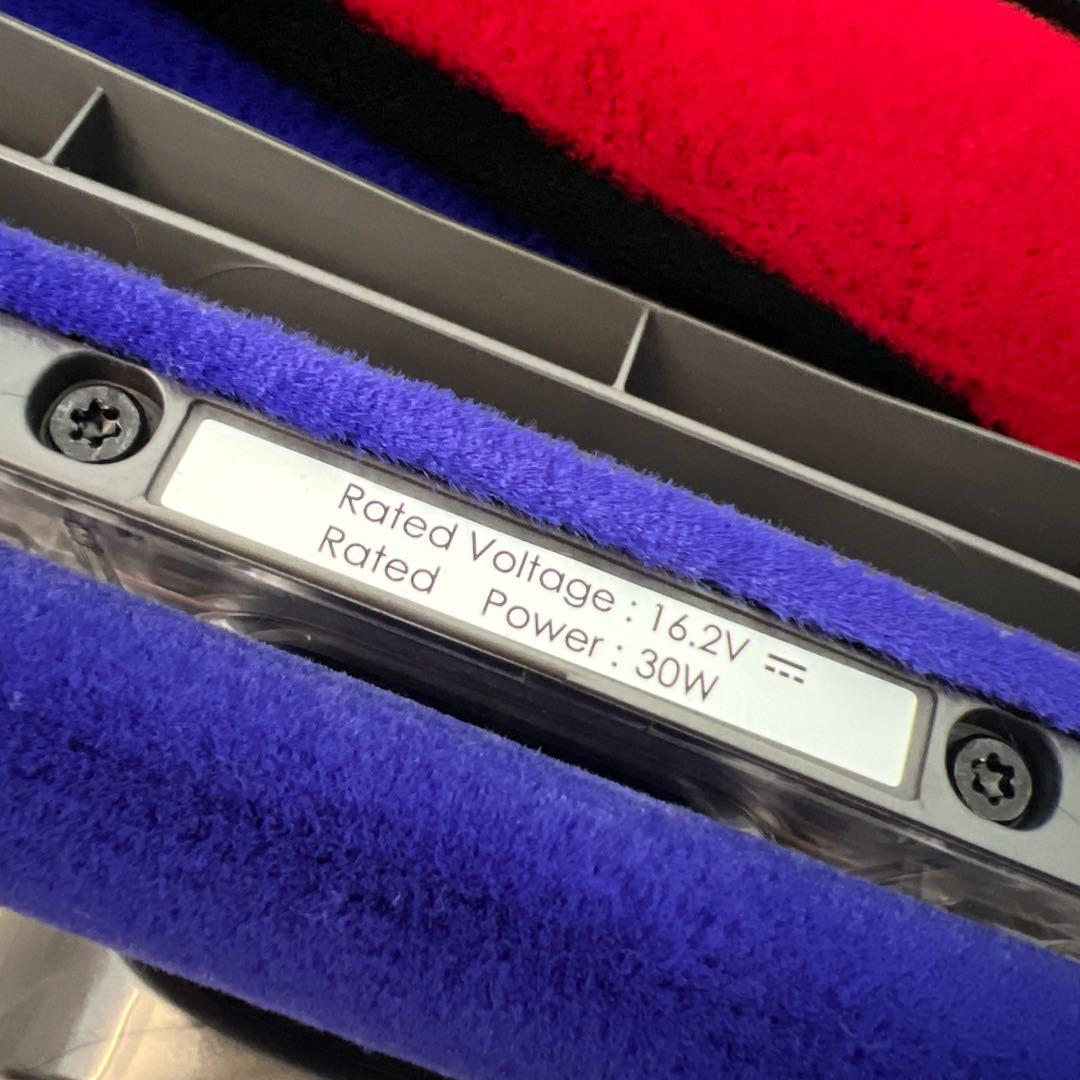 Rated Voltage : 16.2V ⎓
Rated Power : 30W